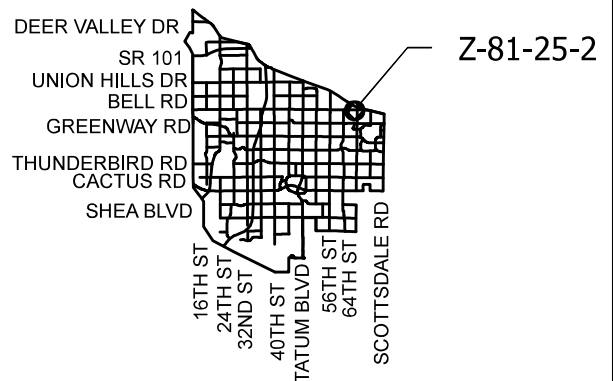 DEER VALLEY DR
Z-81-25-2
SR 101
UNION HILLS DR
BELL RD
GREENWAY RD
THUNDERBIRD RD
CACTUS RD
SHEA BLVD
16TH ST
24TH ST
32ND ST
40TH ST
TATUM BLVD
56TH ST
64TH ST
SCOTTSDALE RD